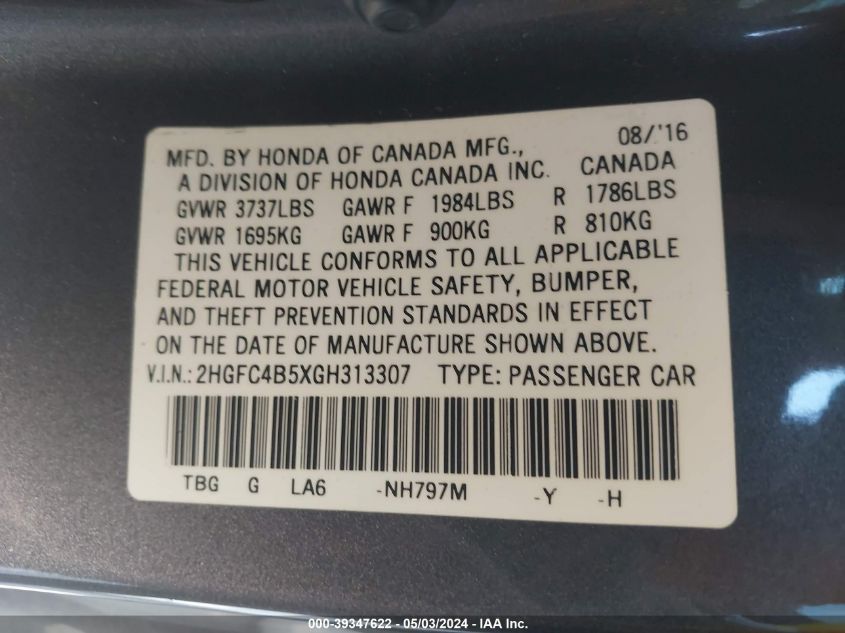 08/'16
MFD. BY HONDA OF CANADA MFG.,
A DIVISION OF HONDA CANADA INC. CANADA
GVWR 3737LBS GAWR F 1984LBS R 1786LBS
GVWR 1695KG GAWR F 900KG R 810KG
THIS VEHICLE CONFORMS TO ALL APPLICABLE
FEDERAL MOTOR VEHICLE SAFETY, BUMPER,
AND THEFT PREVENTION STANDARDS IN EFFECT
ON THE DATE OF MANUFACTURE SHOWN ABOVE.
V.I.N.: 2HGFC4B5XGH313307 TYPE: PASSENGER CAR
TBG G LA6 -NH797M -Y -H
000-39347622 - 05/03/2024 - IAA Inc.